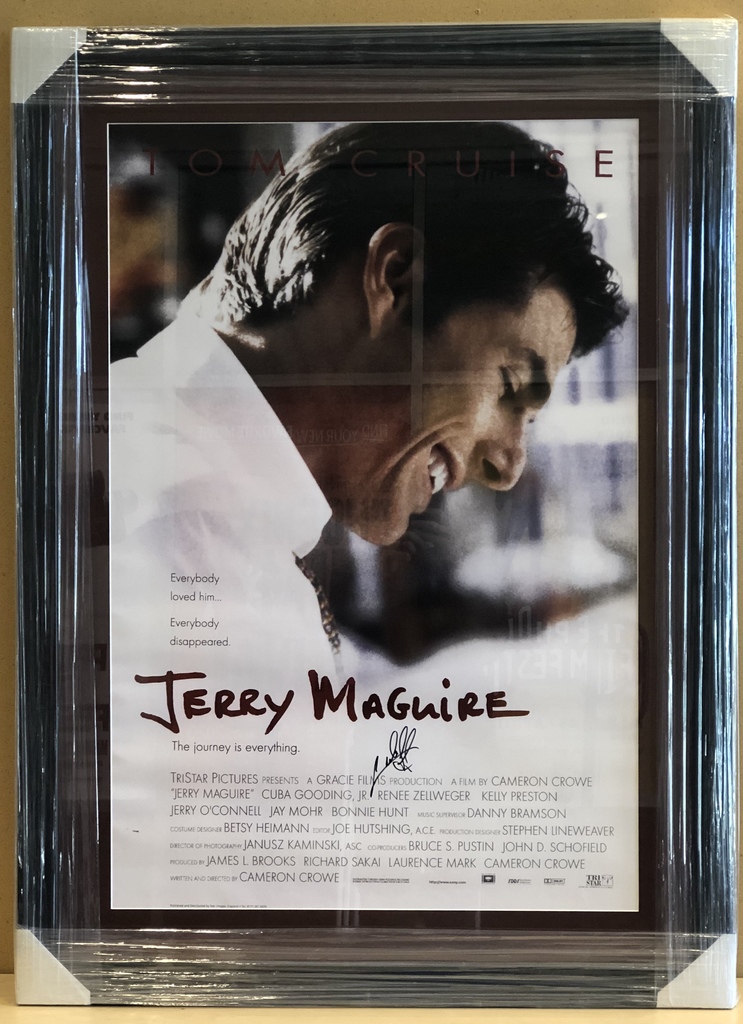 TOM CRUISE
Everybody
loved him...
Everybody
disappeared.
JERRY MAGUIRE
The journey is everything.
TRISTAR PICTURES PRESENTS A GRACIE FILMS PRODUCTION A FILM BY CAMERON CROWE
"JERRY MAGUIRE" CUBA GOODING, JR. RENEE ZELLWEGER KELLY PRESTON
JERRY O'CONNELL JAY MOHR BONNIE HUNT MUSIC SUPERVISOR DANNY BRAMSON
COSTUME DESIGNER BETSY HEIMANN EDITOR JOE HUTSHING, A.C.E. PRODUCTION DESIGNER STEPHEN LINEWEAVER
DIRECTOR OF PHOTOGRAPHY JANUSZ KAMINSKI, ASC CO-PRODUCERS BRUCE S. PUSTIN JOHN D. SCHOFIELD
PRODUCED BY JAMES L. BROOKS RICHARD SAKAI LAURENCE MARK CAMERON CROWE
WRITTEN AND DIRECTED BY CAMERON CROWE
TRI STAR